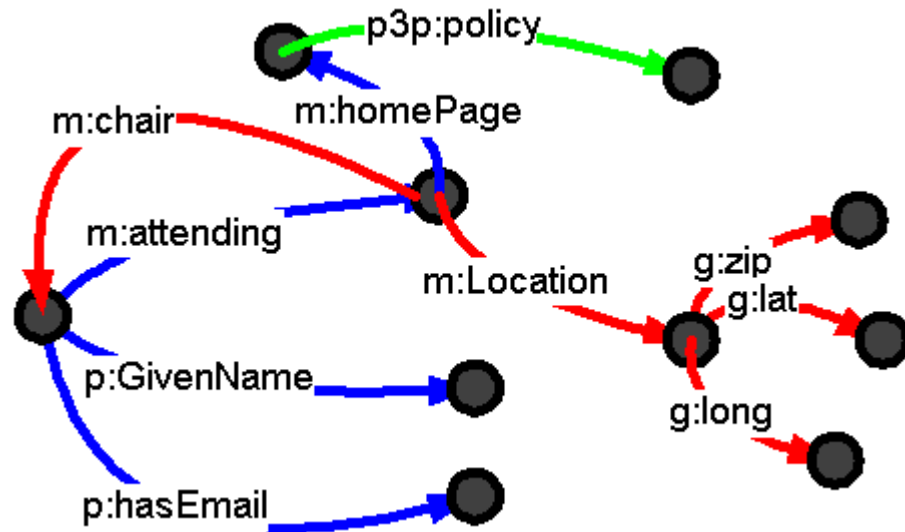 p3p:policy
m:homePage
m:chair
m:attending
m:Location
g:zip
g:lat
p:GivenName
g:long
p:hasEmail